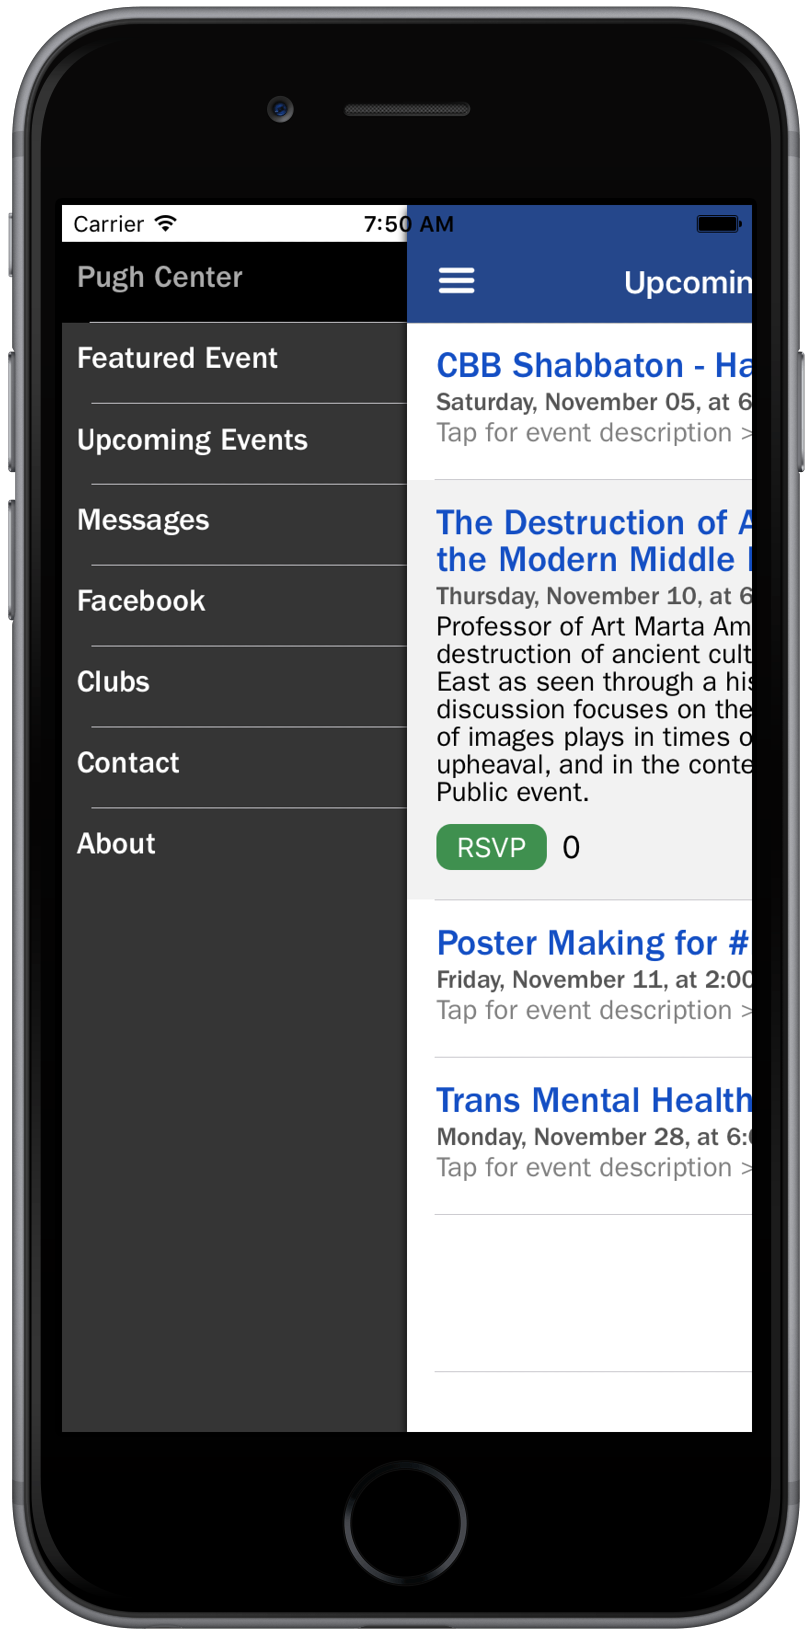 Carrier 7:50 AM
Pugh Center
Featured Event
Upcoming Events
Messages
Facebook
Clubs
Contact
About
Upcomin
CBB Shabbaton - Ha
Saturday, November 05, at 6
Tap for event description >
The Destruction of A
the Modern Middle
Thursday, November 10, at 6
Professor of Art Marta Am
destruction of ancient cult
East as seen through a his
discussion focuses on the
of images plays in times o
upheaval, and in the conte
Public event.
RSVP 0
Poster Making for #
Friday, November 11, at 2:00
Tap for event description >
Trans Mental Health
Monday, November 28, at 6:0
Tap for event description >